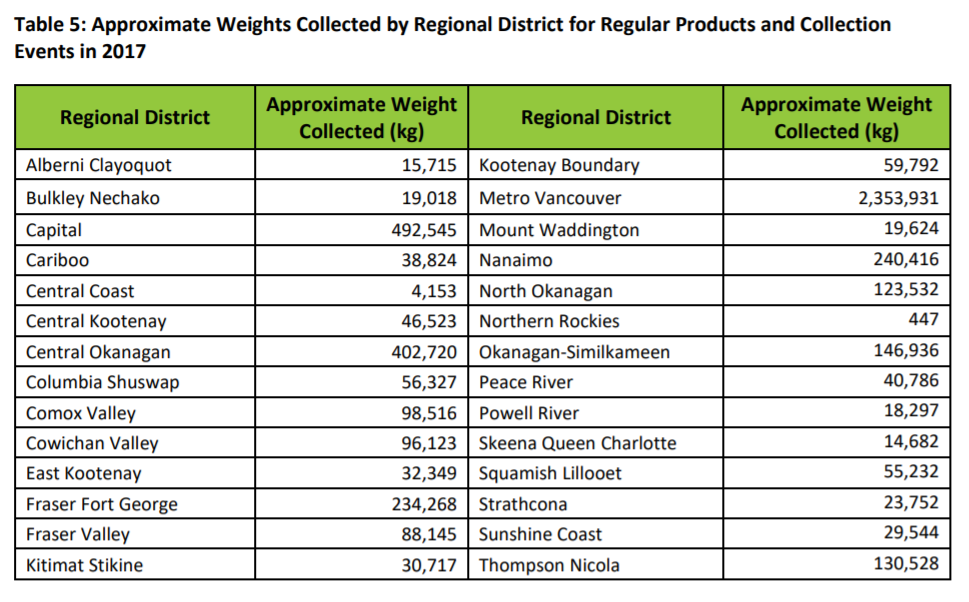 Table 5: Approximate Weights Collected by Regional District for Regular Products and Collection
Events in 2017
Regional District Approximate Weight Collected (kg) Regional District Approximate Weight Collected (kg)
Alberni Clayoquot 15,715 Kootenay Boundary 59,792
Bulkley Nechako 19,018 Metro Vancouver 2,353,931
Capital 492,545 Mount Waddington 19,624
Cariboo 38,824 Nanaimo 240,416
Central Coast 4,153 North Okanagan 123,532
Central Kootenay 46,523 Northern Rockies 447
Central Okanagan 402,720 Okanagan-Similkameen 146,936
Columbia Shuswap 56,327 Peace River 40,786
Comox Valley 98,516 Powell River 18,297
Cowichan Valley 96,123 Skeena Queen Charlotte 14,682
East Kootenay 32,349 Squamish Lillooet 55,232
Fraser Fort George 234,268 Strathcona 23,752
Fraser Valley 88,145 Sunshine Coast 29,544
Kitimat Stikine 30,717 Thompson Nicola 130,528